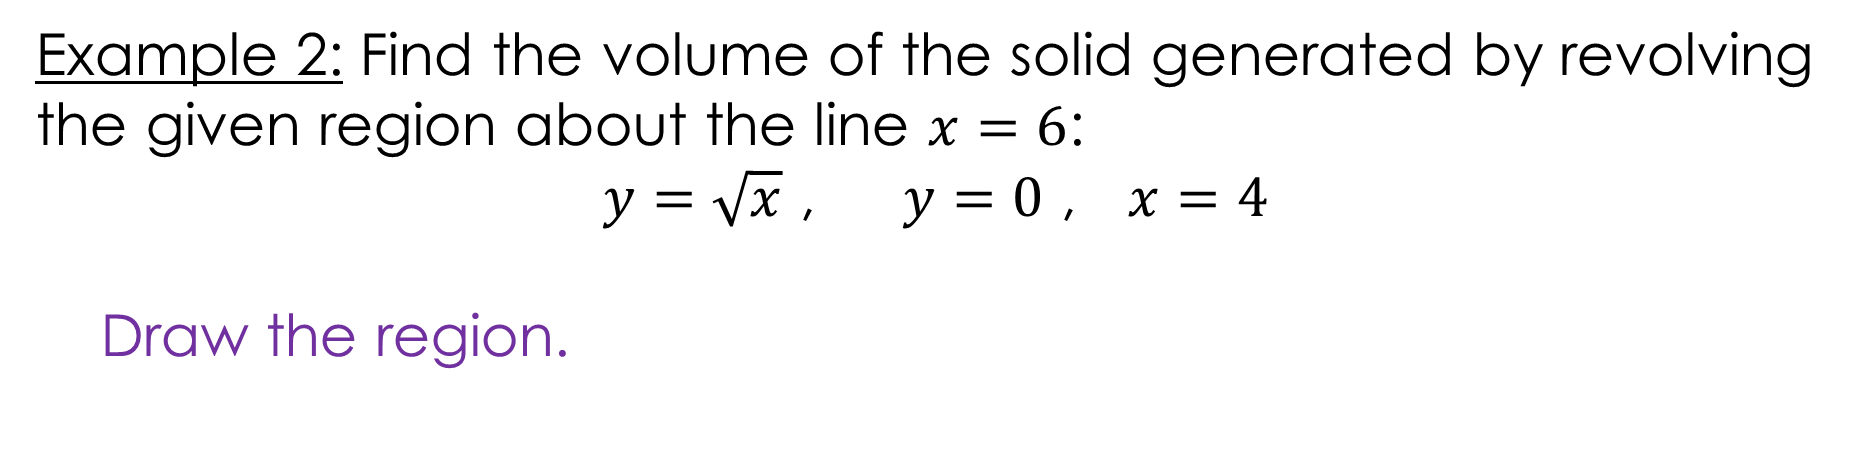 Example 2: Find the volume of the solid generated by revolving
the given region about the line x = 6:
y = √x , y = 0 , x = 4
Draw the region.